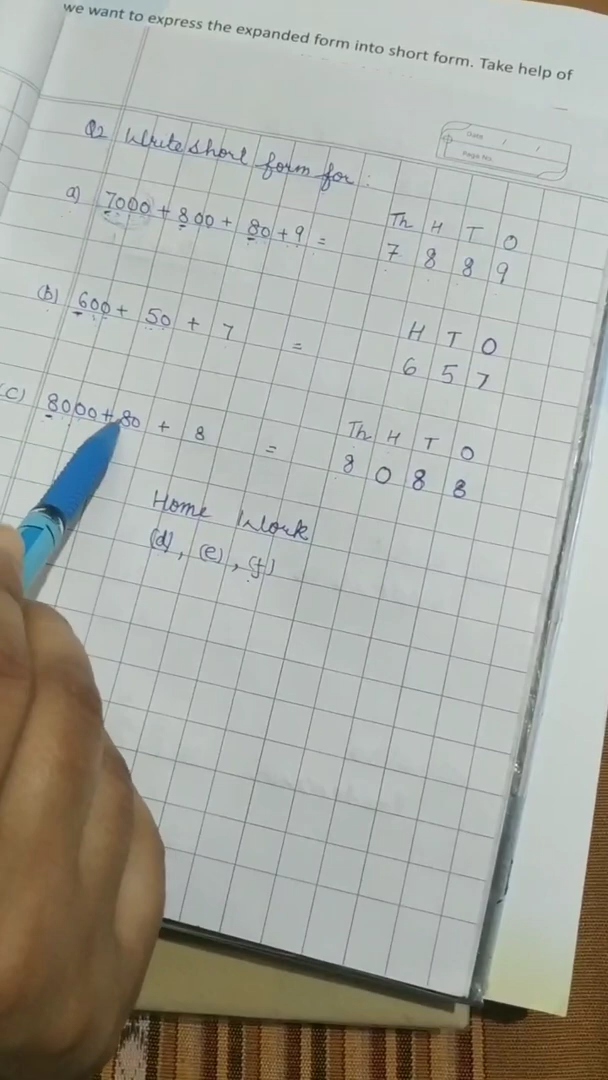 we want to express the expanded form into short form. Take help of
Date / /
Page No.
Q2 Write short form for:
Th H T O
a) 7000 + 800 + 80 + 9 = 7 8 8 9
H T O
(b) 600 + 50 + 7 = 6 5 7
Th H T O
(c) 8000 + 80 + 8 = 8 0 8 8
Home Work
(d), (e), (f)